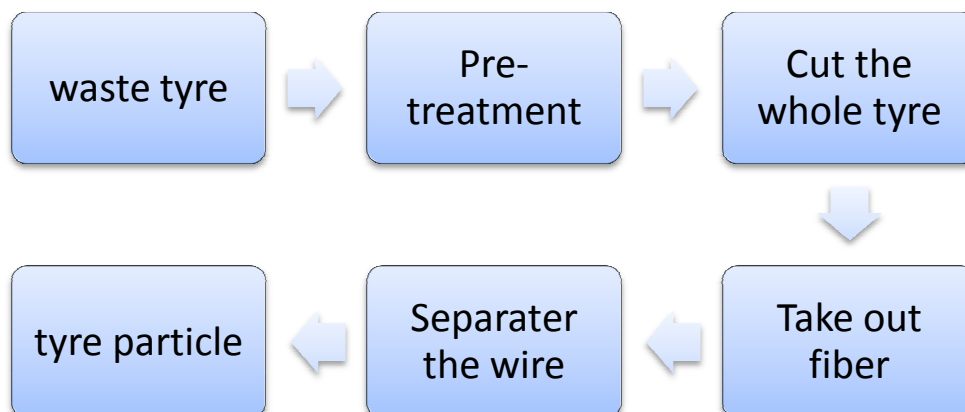 waste tyre
Pre-
treatment
Cut the
whole tyre
Take out
fiber
Separater
the wire
tyre particle